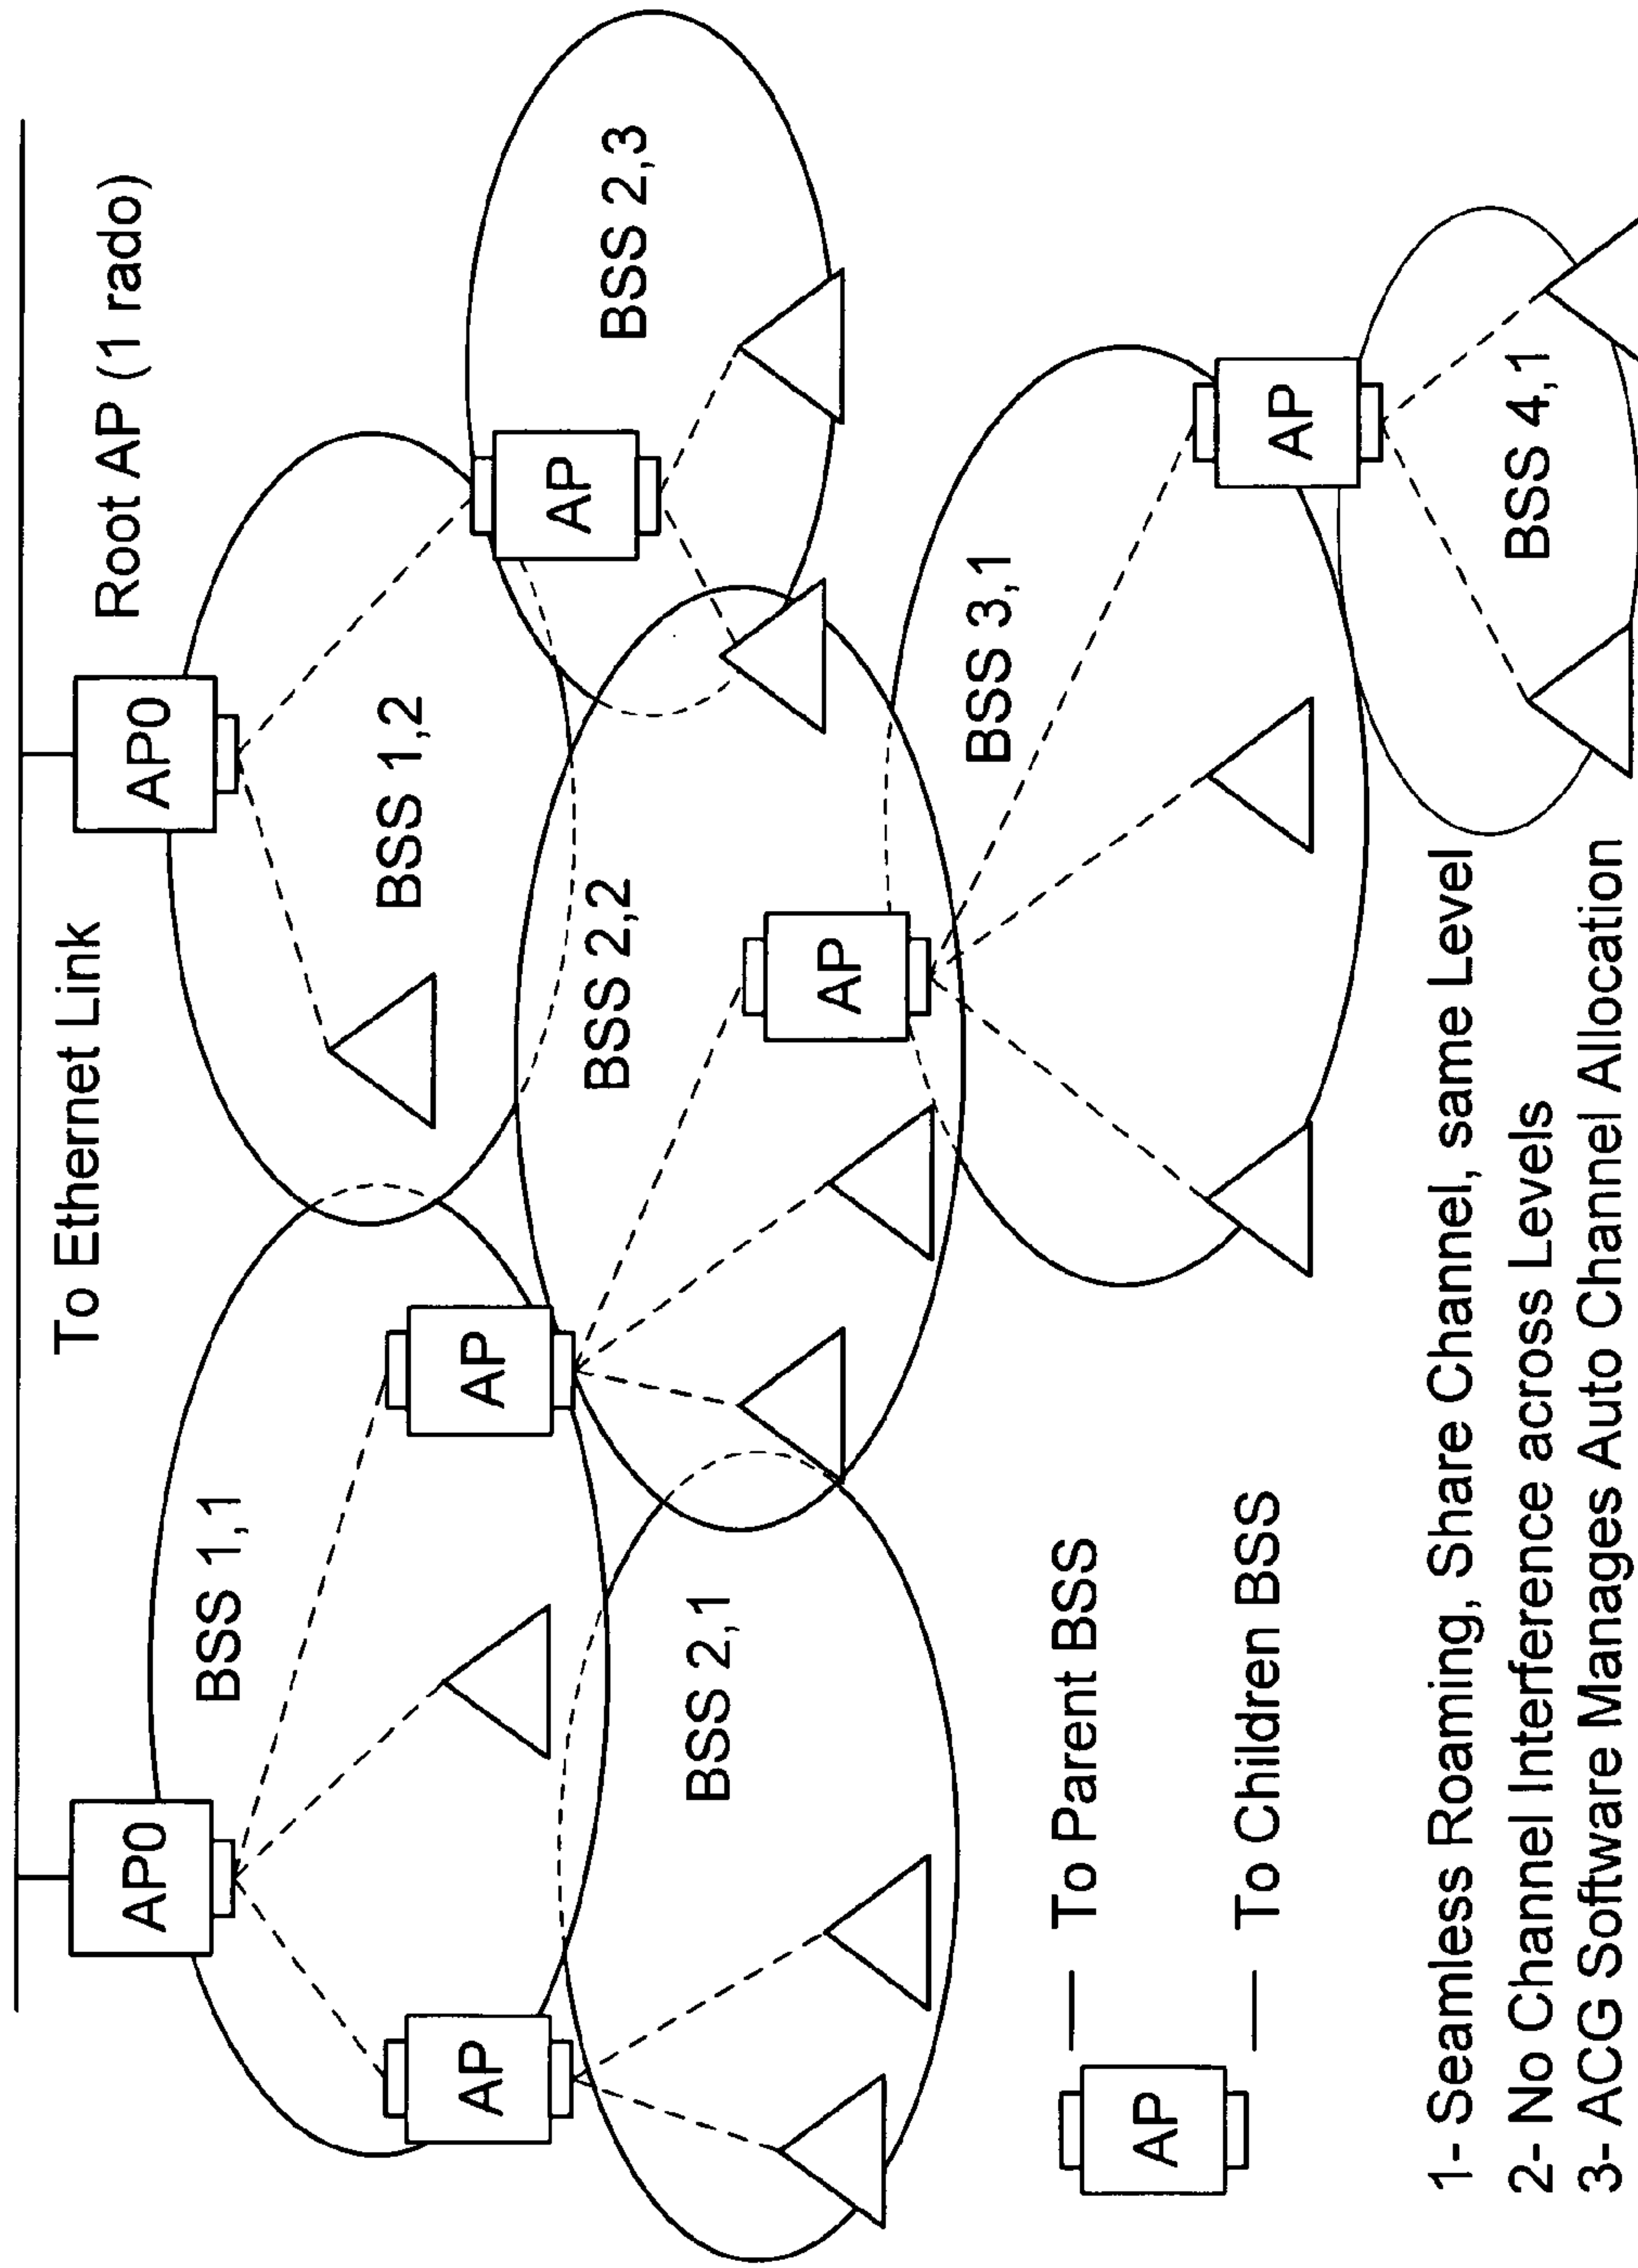 To Ethernet Link
Root AP (1 rado)
AP0
AP0
BSS 1,1
BSS 1,2
AP
AP
AP
BSS 2,2
BSS 2,3
BSS 2,1
AP
BSS 3,1
AP
BSS 4,1
To Parent BSS
AP
To Children BSS
1- Seamless Roaming, Share Channel, same Level
2- No Channel Interference across Levels
3- ACG Software Manages Auto Channel Allocation